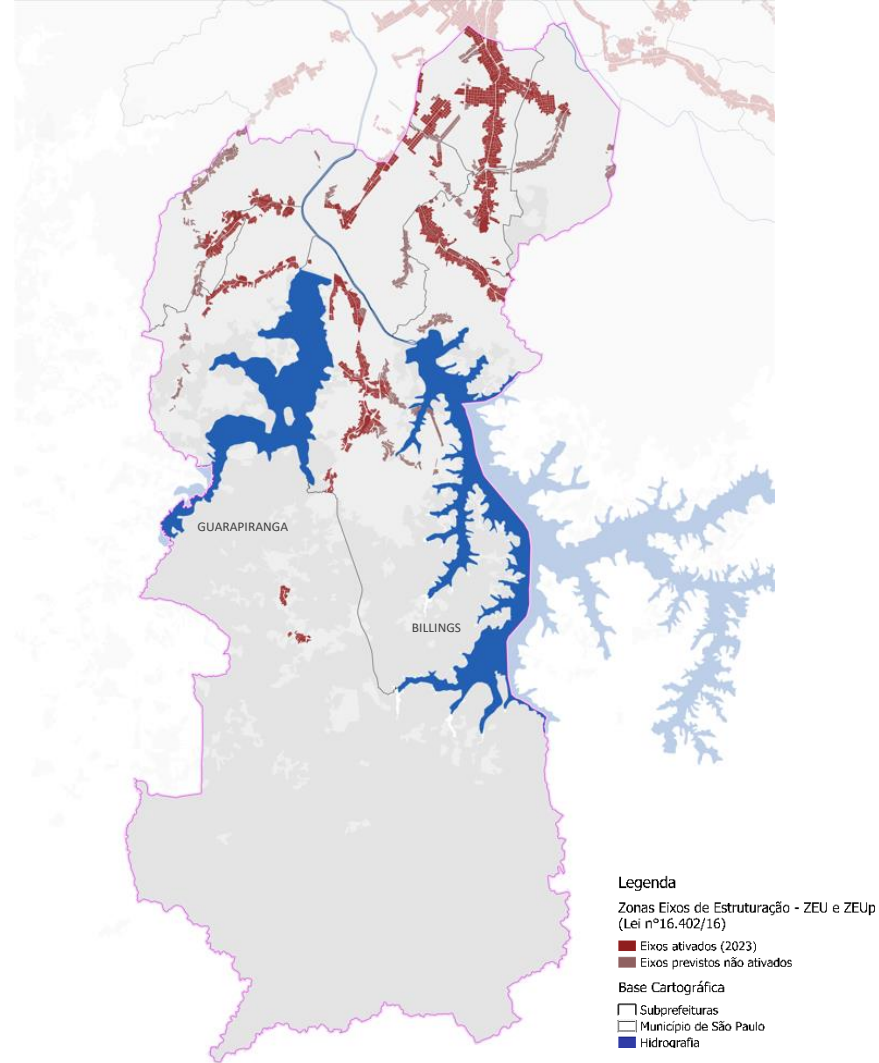 GUARAPIRANGA
BILLINGS
Legenda
Zonas Eixos de Estruturação - ZEU e ZEUp
(Lei n°16.402/16)
Eixos ativados (2023)
Eixos previstos não ativados
Base Cartográfica
Subprefeituras
Município de São Paulo
Hidrografia